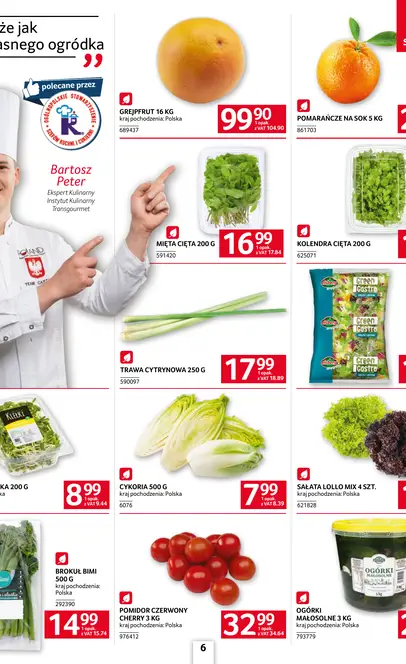 że jak
asnego ogródka
polecane przez
OGÓLNOPOLSKIE STOWARZYSZENIE
SZEFÓW KUCHNI I CUKIERNI
Bartosz
Peter
Ekspert Kulinarny
Instytut Kulinarny
Transgourmet
POLAND
GREJPFRUT 16 KG
kraj pochodzenia: Polska
689437
99 90
1 opak.
z VAT 104.90
POMARAŃCZE NA SOK 5 KG
861703
MIĘTA CIĘTA 200 G
591420
16 99
1 opak.
z VAT 17.84
KOLENDRA CIĘTA 200 G
625071
TRAWA CYTRYNOWA 250 G
590097
17 99
1 opak.
z VAT 18.89
Green
Gastro
Green
Gastro
Kiełki
KA 200 G
ska
8 99
1 opak.
z VAT 9.44
CYKORIA 500 G
kraj pochodzenia: Polska
6076
7 99
1 opak.
z VAT 8.39
SAŁATA LOLLO MIX 4 SZT.
kraj pochodzenia: Polska
621828
BROKUŁ BIMI
500 G
kraj pochodzenia:
Polska
292390
14 99
1 opak.
z VAT 15.74
POMIDOR CZERWONY
CHERRY 3 KG
kraj pochodzenia: Polska
976412
32 99
1 opak.
z VAT 34.64
OGÓRKI
MAŁOSOLNE
OGÓRKI
MAŁOSOLNE 3 KG
kraj pochodzenia: Polska
793779
6